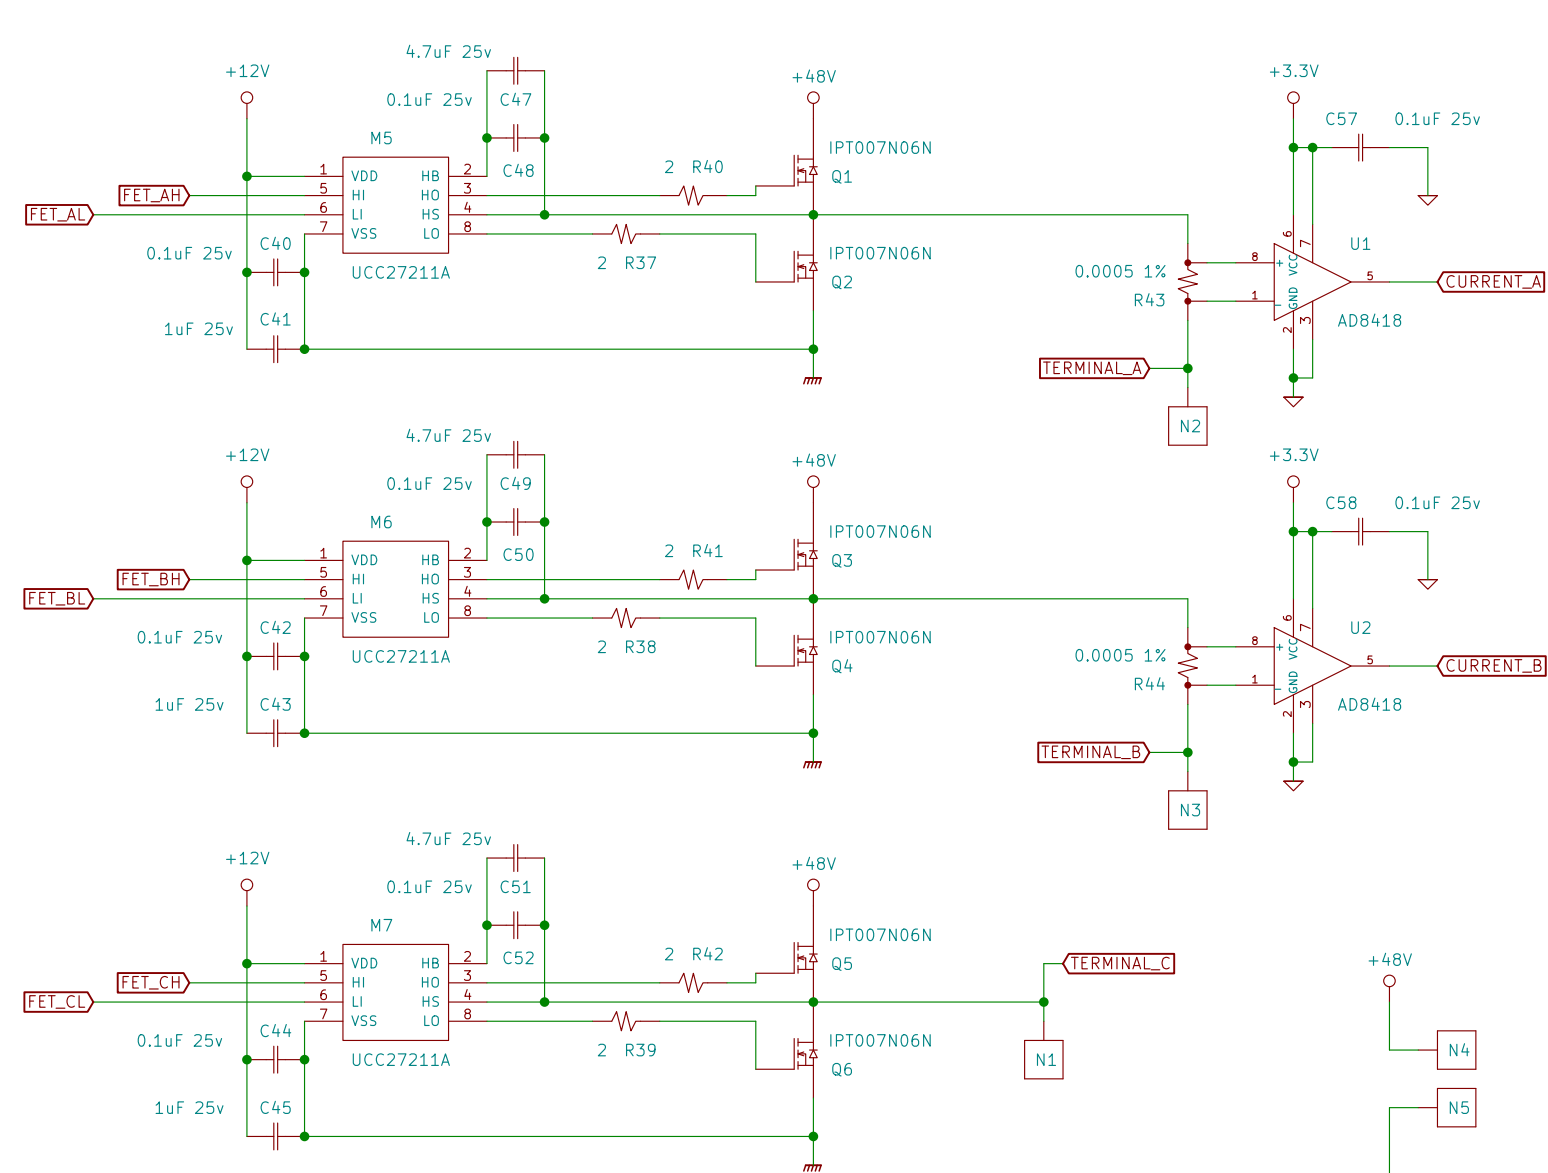 4.7uF 25v
+12V
0.1uF 25v C47
+48V
+3.3V
C57 0.1uF 25v
M5
C48
2 R40
IPT007N06N
Q1
FET_AH
FET_AL
1 VDD HB 2
5 HI HO 3
6 LI HS 4
7 VSS LO 8
UCC27211A
0.1uF 25v C40
1uF 25v C41
2 R37
IPT007N06N
Q2
0.0005 1%
R43
U1
6 7
8 + VCC
1 - GND
2 3
5
AD8418
CURRENT_A
TERMINAL_A
N2
4.7uF 25v
+12V
0.1uF 25v C49
+48V
+3.3V
C58 0.1uF 25v
M6
C50
2 R41
IPT007N06N
Q3
FET_BH
FET_BL
1 VDD HB 2
5 HI HO 3
6 LI HS 4
7 VSS LO 8
UCC27211A
0.1uF 25v C42
1uF 25v C43
2 R38
IPT007N06N
Q4
0.0005 1%
R44
U2
6 7
8 + VCC
1 - GND
2 3
5
AD8418
CURRENT_B
TERMINAL_B
N3
4.7uF 25v
+12V
0.1uF 25v C51
+48V
M7
C52
2 R42
IPT007N06N
Q5
FET_CH
FET_CL
1 VDD HB 2
5 HI HO 3
6 LI HS 4
7 VSS LO 8
UCC27211A
0.1uF 25v C44
1uF 25v C45
2 R39
IPT007N06N
Q6
TERMINAL_C
N1
+48V
N4
N5